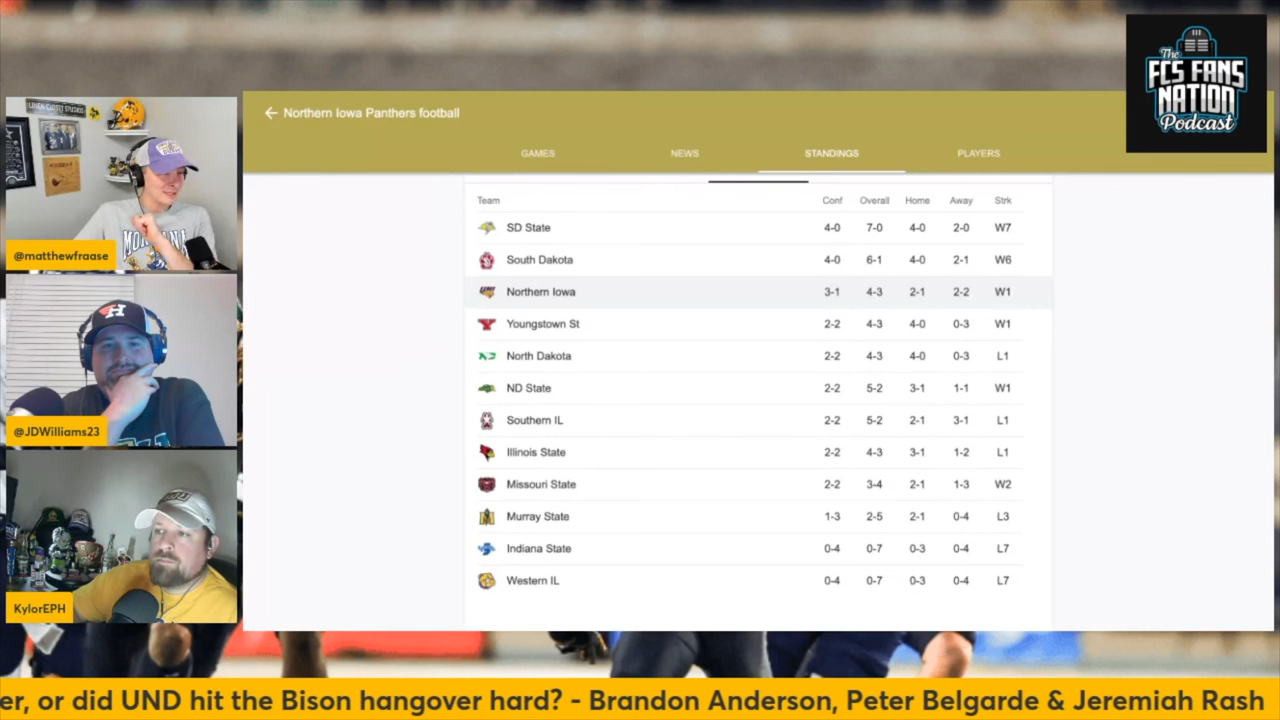 The
FCS FANS
NATION
Podcast
LINEN CLOSET STUDIOS
@matthewfraase
H
@JDWilliams23
KylorEPH
← Northern Iowa Panthers football
GAMES NEWS STANDINGS PLAYERS
Team Conf Overall Home Away Strk
SD State 4-0 7-0 4-0 2-0 W7
South Dakota 4-0 6-1 4-0 2-1 W6
Northern Iowa 3-1 4-3 2-1 2-2 W1
Youngstown St 2-2 4-3 4-0 0-3 W1
North Dakota 2-2 4-3 4-0 0-3 L1
ND State 2-2 5-2 3-1 1-1 W1
Southern IL 2-2 5-2 2-1 3-1 L1
Illinois State 2-2 4-3 3-1 1-2 L1
Missouri State 2-2 3-4 2-1 1-3 W2
Murray State 1-3 2-5 2-1 0-4 L3
Indiana State 0-4 0-7 0-3 0-4 L7
Western IL 0-4 0-7 0-3 0-4 L7
er, or did UND hit the Bison hangover hard? - Brandon Anderson, Peter Belgarde & Jeremiah Rash